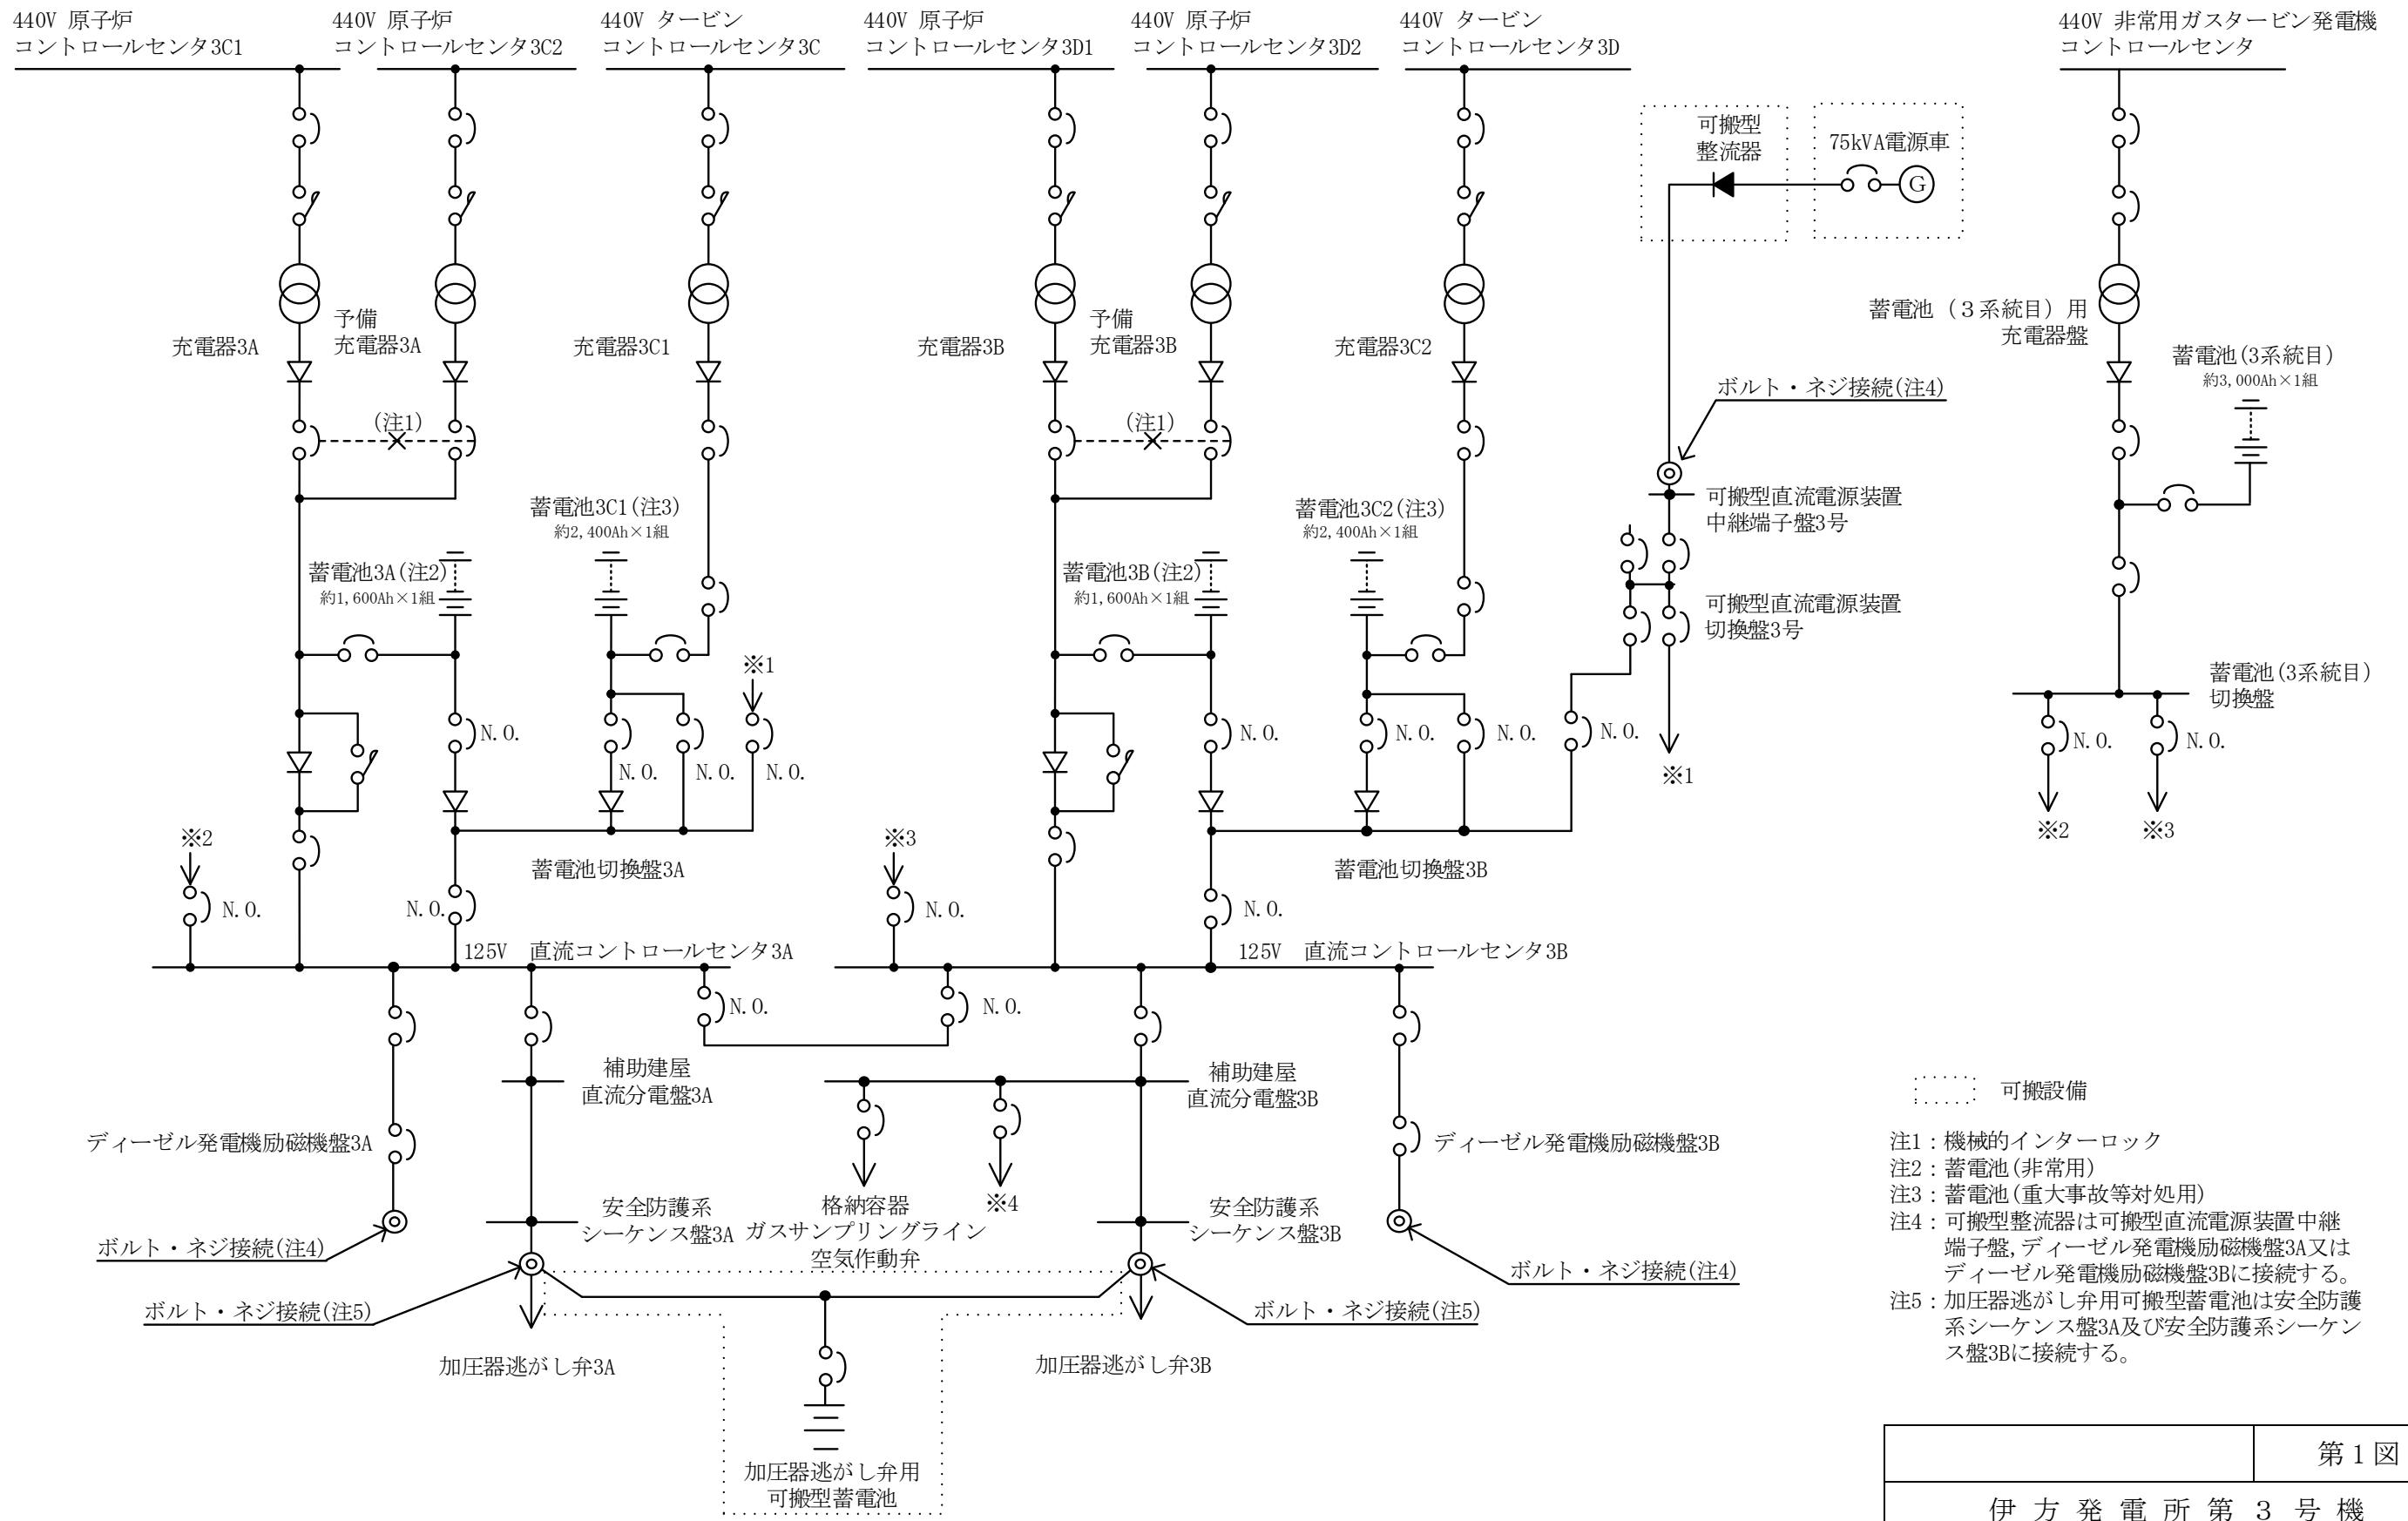 440V 原子炉
コントロールセンタ3C1
440V 原子炉
コントロールセンタ3C2
440V タービン
コントロールセンタ3C
440V 原子炉
コントロールセンタ3D1
440V 原子炉
コントロールセンタ3D2
440V タービン
コントロールセンタ3D
440V 非常用ガスタービン発電機
コントロールセンタ
可搬型
整流器
75kVA電源車
G
充電器3A
予備
充電器3A
充電器3C1
充電器3B
予備
充電器3B
充電器3C2
蓄電池（３系統目）用
充電器盤
蓄電池(3系統目)
約3,000Ah×1組
ボルト・ネジ接続(注4)
(注1)
(注1)
可搬型直流電源装置
中継端子盤3号
可搬型直流電源装置
切換盤3号
蓄電池3C1(注3)
約2,400Ah×1組
蓄電池3C2(注3)
約2,400Ah×1組
蓄電池3A(注2)
約1,600Ah×1組
蓄電池3B(注2)
約1,600Ah×1組
※1
N.O.
N.O.
N.O.
N.O.
N.O.
N.O.
N.O.
N.O.
※1
蓄電池(3系統目)
切換盤
N.O.
N.O.
※2
※3
※2
N.O.
N.O.
蓄電池切換盤3A
※3
N.O.
N.O.
蓄電池切換盤3B
125V 直流コントロールセンタ3A
125V 直流コントロールセンタ3B
N.O.
N.O.
補助建屋
直流分電盤3A
補助建屋
直流分電盤3B
ディーゼル発電機励磁機盤3A
ディーゼル発電機励磁機盤3B
安全防護系
シーケンス盤3A
格納容器
ガスサンプリングライン
空気作動弁
※4
安全防護系
シーケンス盤3B
ボルト・ネジ接続(注4)
ボルト・ネジ接続(注4)
ボルト・ネジ接続(注5)
ボルト・ネジ接続(注5)
加圧器逃がし弁3A
加圧器逃がし弁3B
加圧器逃がし弁用
可搬型蓄電池
可搬設備
注1：機械的インターロック
注2：蓄電池(非常用)
注3：蓄電池(重大事故等対処用)
注4：可搬型整流器は可搬型直流電源装置中継
端子盤,ディーゼル発電機励磁機盤3A又は
ディーゼル発電機励磁機盤3Bに接続する。
注5：加圧器逃がし弁用可搬型蓄電池は安全防護
系シーケンス盤3A及び安全防護系シーケン
ス盤3Bに接続する。
第１図
伊方発電所第３号機